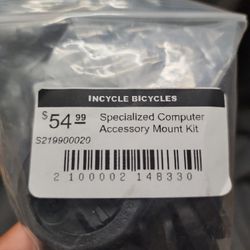 INCYCLE BICYCLES
$54.99
Specialized Computer
Accessory Mount Kit
S219900020
2 100002 148330